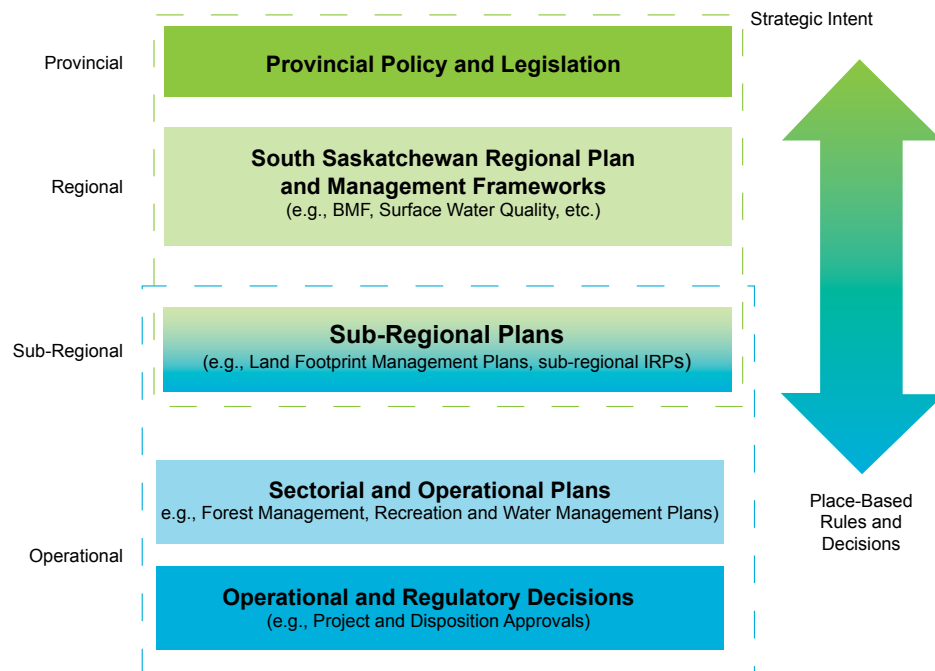 Strategic Intent
Provincial
Provincial Policy and Legislation
Regional
South Saskatchewan Regional Plan
and Management Frameworks
(e.g., BMF, Surface Water Quality, etc.)
Sub-Regional
Sub-Regional Plans
(e.g., Land Footprint Management Plans, sub-regional IRPs)
Operational
Sectorial and Operational Plans
e.g., Forest Management, Recreation and Water Management Plans)
Operational and Regulatory Decisions
(e.g., Project and Disposition Approvals)
Place-Based
Rules and
Decisions